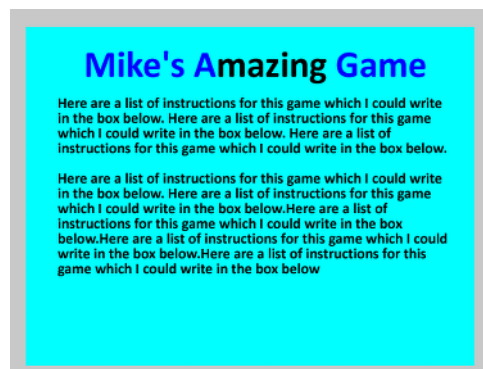 Mike's Amazing Game
Here are a list of instructions for this game which I could write
in the box below. Here are a list of instructions for this game
which I could write in the box below. Here are a list of
instructions for this game which I could write in the box below.
Here are a list of instructions for this game which I could write
in the box below. Here are a list of instructions for this game
which I could write in the box below.Here are a list of
instructions for this game which I could write in the box
below.Here are a list of instructions for this game which I could
write in the box below.Here are a list of instructions for this
game which I could write in the box below